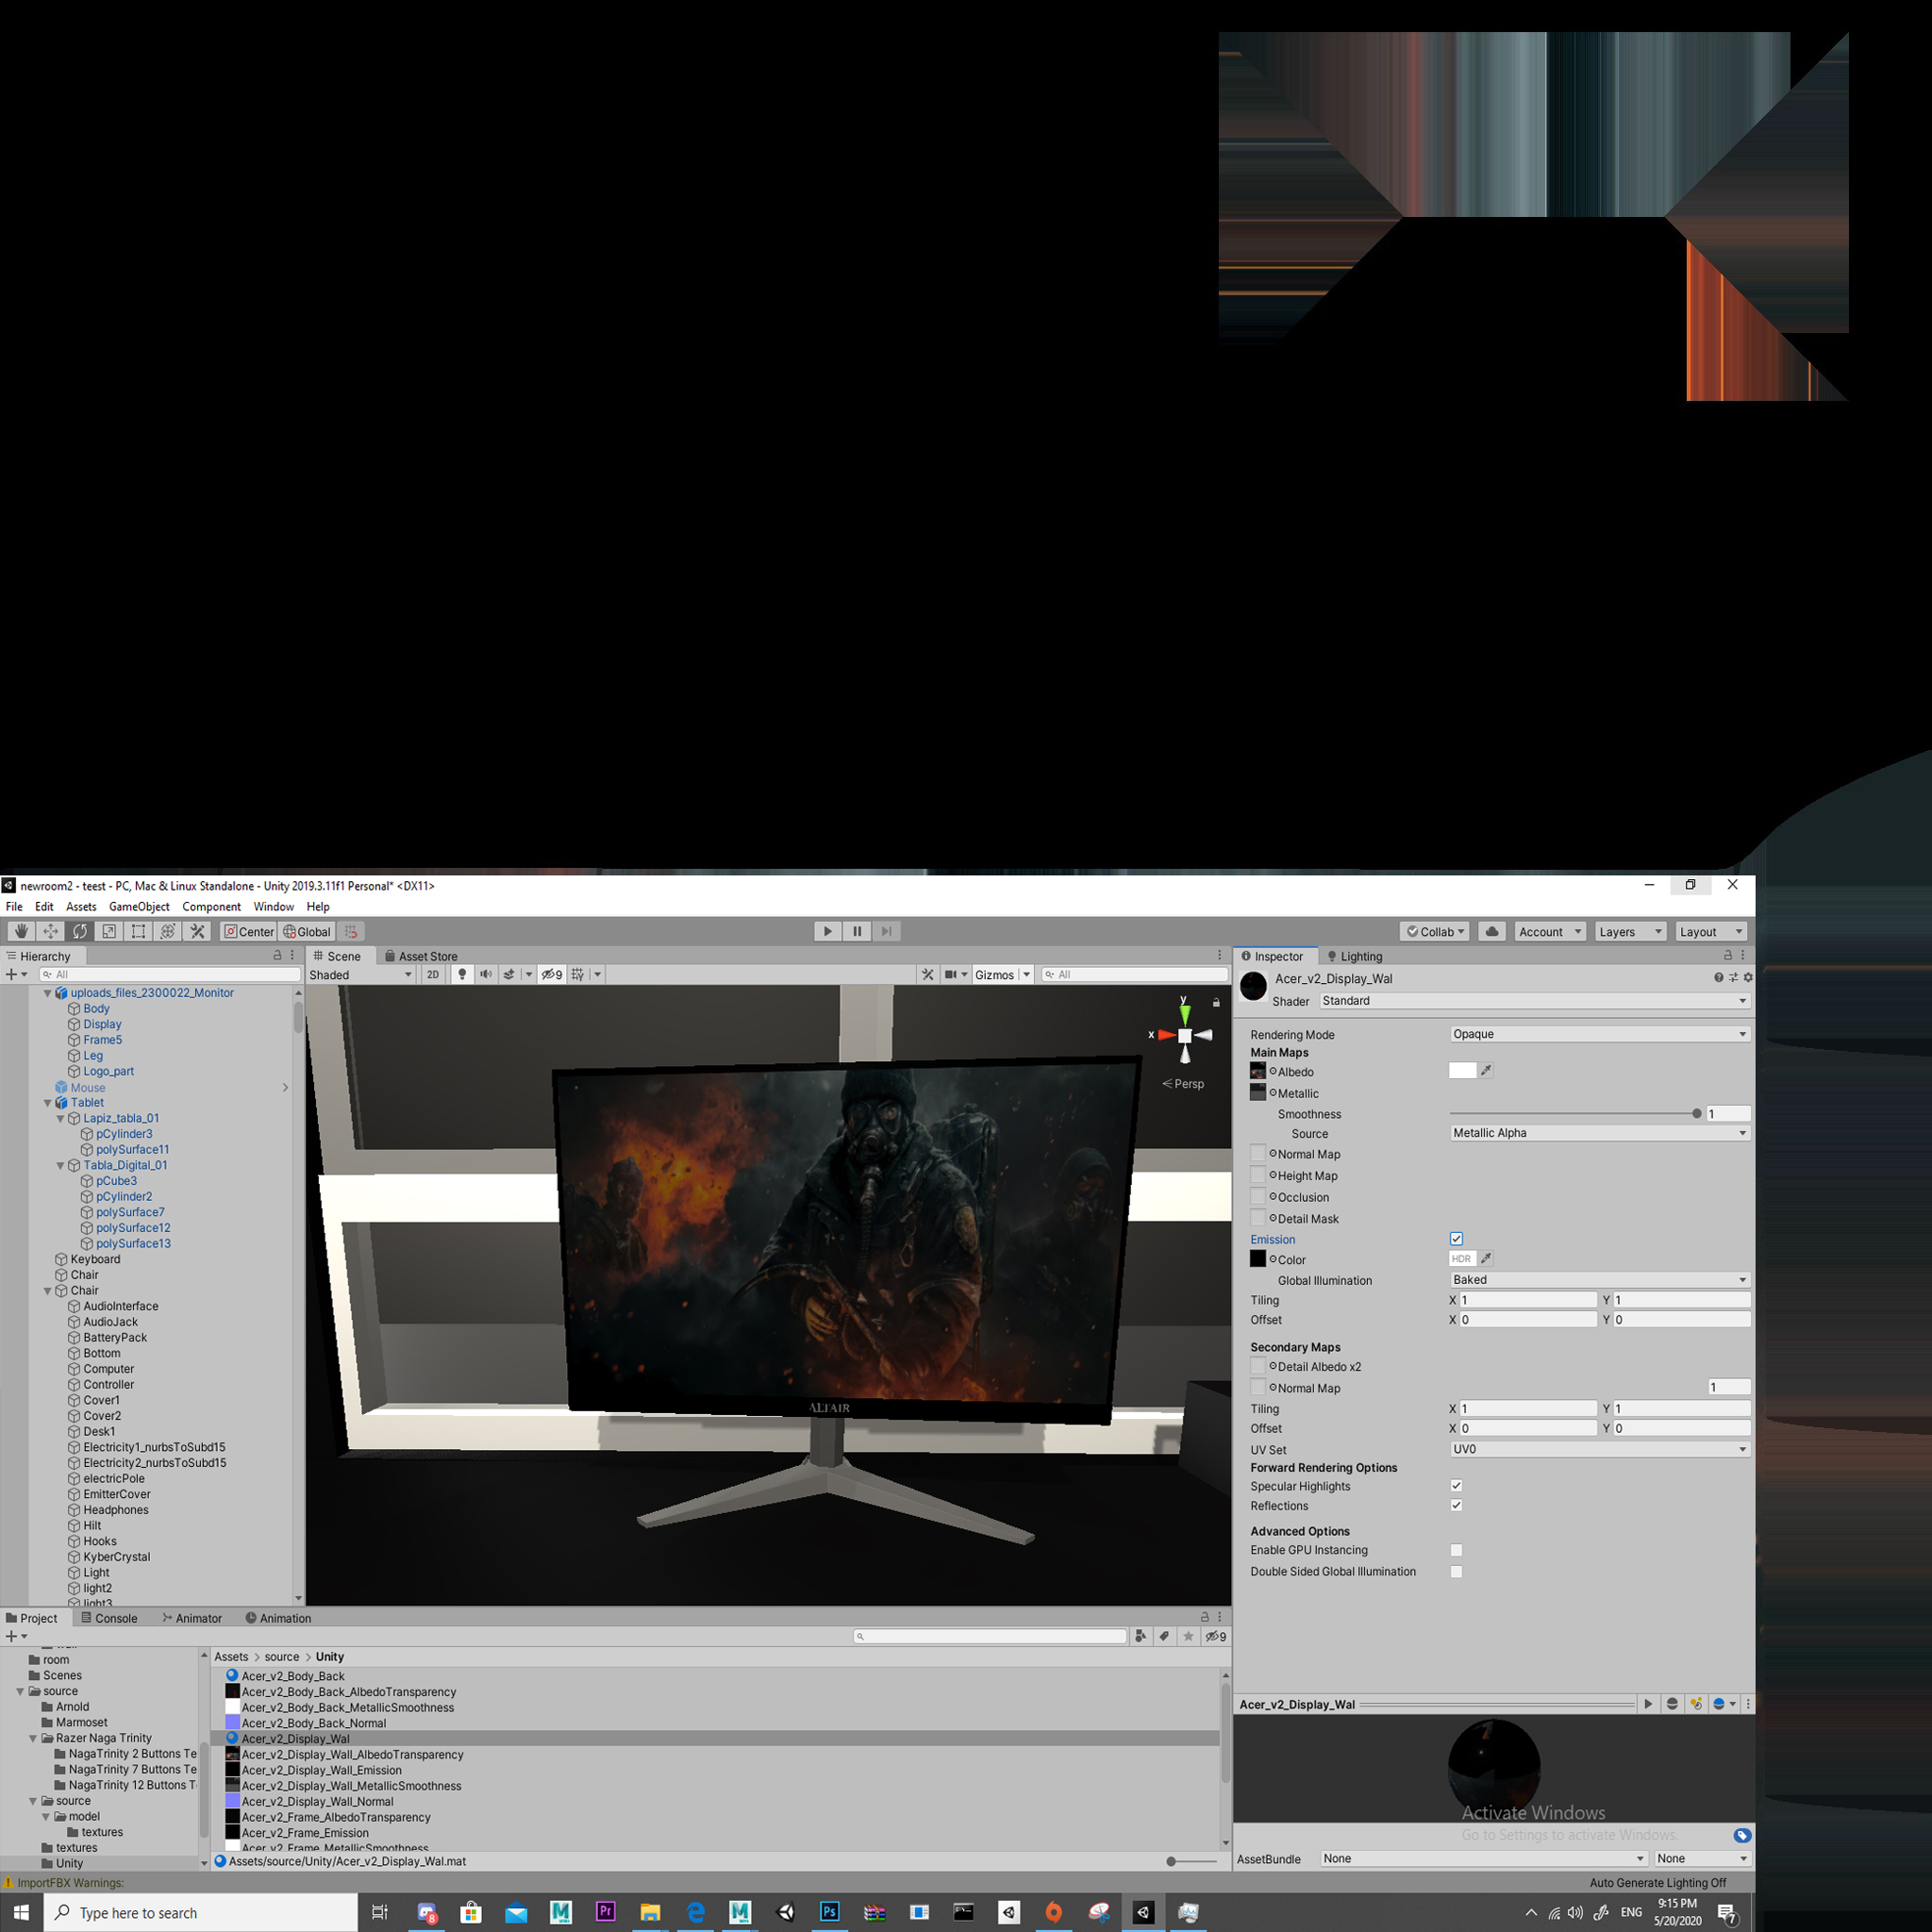 newroom2 - teest - PC, Mac & Linux Standalone - Unity 2019.3.11f1 Personal* <DX11>
File Edit Assets GameObject Component Window Help
Center Global
Collab Account Layers Layout
Hierarchy
All
uploads_files_2300022_Monitor
Body
Display
Frame5
Leg
Logo_part
Mouse
Tablet
Lapiz_tabla_01
pCylinder3
polySurface11
Tabla_Digital_01
pCube3
pCylinder2
polySurface7
polySurface12
polySurface13
Keyboard
Chair
Chair
AudioInterface
AudioJack
BatteryPack
Bottom
Computer
Controller
Cover1
Cover2
Desk1
Electricity1_nurbsToSubd15
Electricity2_nurbsToSubd15
electricPole
EmitterCover
Headphones
Hilt
Hooks
KyberCrystal
Light
light2
light3
Scene Asset Store
Shaded 2D 9 Gizmos All
y
x
Persp
ALTAIR
Inspector Lighting
Acer_v2_Display_Wal
Shader Standard
Rendering Mode Opaque
Main Maps
Albedo
Metallic
Smoothness 1
Source Metallic Alpha
Normal Map
Height Map
Occlusion
Detail Mask
Emission
Color HDR
Global Illumination Baked
Tiling X 1 Y 1
Offset X 0 Y 0
Secondary Maps
Detail Albedo x2
Normal Map 1
Tiling X 1 Y 1
Offset X 0 Y 0
UV Set UV0
Forward Rendering Options
Specular Highlights
Reflections
Advanced Options
Enable GPU Instancing
Double Sided Global Illumination
Project Console Animator Animation
9
room
Scenes
source
Arnold
Marmoset
Razer Naga Trinity
NagaTrinity 2 Buttons Te
NagaTrinity 7 Buttons Te
NagaTrinity 12 Buttons T
source
model
textures
textures
Unity
Assets > source > Unity
Acer_v2_Body_Back
Acer_v2_Body_Back_AlbedoTransparency
Acer_v2_Body_Back_MetallicSmoothness
Acer_v2_Body_Back_Normal
Acer_v2_Display_Wal
Acer_v2_Display_Wall_AlbedoTransparency
Acer_v2_Display_Wall_Emission
Acer_v2_Display_Wall_MetallicSmoothness
Acer_v2_Display_Wall_Normal
Acer_v2_Frame_AlbedoTransparency
Acer_v2_Frame_Emission
Acer_v2_Frame_MetallicSmoothness
Assets/source/Unity/Acer_v2_Display_Wal.mat
Acer_v2_Display_Wal
Activate Windows
Go to Settings to activate Windows.
AssetBundle None None
ImportFBX Warnings:
Auto Generate Lighting Off
Type here to search
8
M
Pr
M
Ps
ENG
9:15 PM
5/20/2020
7